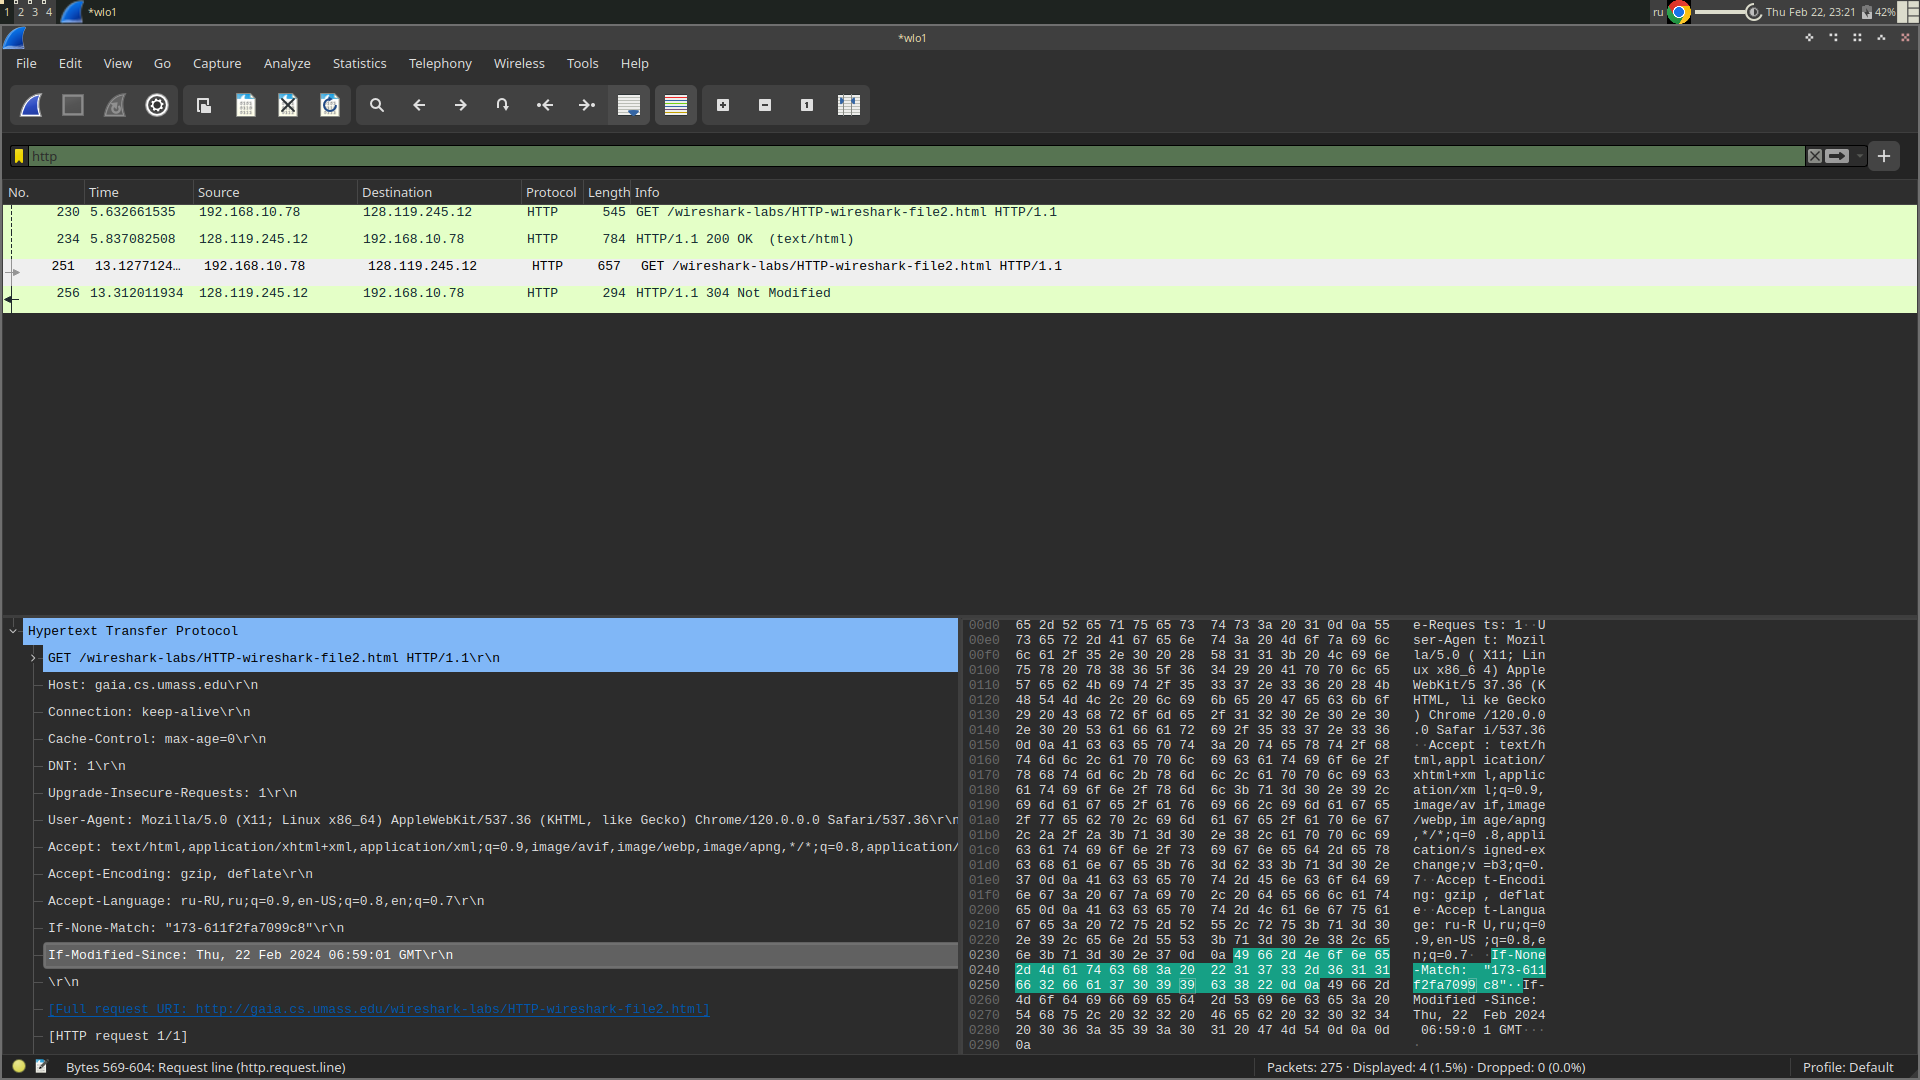 1 2 3 4 *wlo1 ru Thu Feb 22, 23:21 42%
*wlo1
File Edit View Go Capture Analyze Statistics Telephony Wireless Tools Help
http
No. Time Source Destination Protocol Length Info
230 5.632661535 192.168.10.78 128.119.245.12 HTTP 545 GET /wireshark-labs/HTTP-wireshark-file2.html HTTP/1.1
234 5.837082508 128.119.245.12 192.168.10.78 HTTP 784 HTTP/1.1 200 OK (text/html)
251 13.1277124… 192.168.10.78 128.119.245.12 HTTP 657 GET /wireshark-labs/HTTP-wireshark-file2.html HTTP/1.1
256 13.312011934 128.119.245.12 192.168.10.78 HTTP 294 HTTP/1.1 304 Not Modified
Hypertext Transfer Protocol
GET /wireshark-labs/HTTP-wireshark-file2.html HTTP/1.1\r\n
Host: gaia.cs.umass.edu\r\n
Connection: keep-alive\r\n
Cache-Control: max-age=0\r\n
DNT: 1\r\n
Upgrade-Insecure-Requests: 1\r\n
User-Agent: Mozilla/5.0 (X11; Linux x86_64) AppleWebKit/537.36 (KHTML, like Gecko) Chrome/120.0.0.0 Safari/537.36\r\n
Accept: text/html,application/xhtml+xml,application/xml;q=0.9,image/avif,image/webp,image/apng,*/*;q=0.8,application/
Accept-Encoding: gzip, deflate\r\n
Accept-Language: ru-RU,ru;q=0.9,en-US;q=0.8,en;q=0.7\r\n
If-None-Match: "173-611f2fa7099c8"\r\n
If-Modified-Since: Thu, 22 Feb 2024 06:59:01 GMT\r\n
\r\n
[Full request URI: http://gaia.cs.umass.edu/wireshark-labs/HTTP-wireshark-file2.html]
[HTTP request 1/1]
00d0 65 2d 52 65 71 75 65 73 74 73 3a 20 31 0d 0a 55 e-Reques ts: 1··U
00e0 73 65 72 2d 41 67 65 6e 74 3a 20 4d 6f 7a 69 6c ser-Agen t: Mozil
00f0 6c 61 2f 35 2e 30 20 28 58 31 31 3b 20 4c 69 6e la/5.0 ( X11; Lin
0100 75 78 20 78 38 36 5f 36 34 29 20 41 70 70 6c 65 ux x86_6 4) Apple
0110 57 65 62 4b 69 74 2f 35 33 37 2e 33 36 20 28 4b WebKit/5 37.36 (K
0120 48 54 4d 4c 2c 20 6c 69 6b 65 20 47 65 63 6b 6f HTML, li ke Gecko
0130 29 20 43 68 72 6f 6d 65 2f 31 32 30 2e 30 2e 30 ) Chrome /120.0.0
0140 2e 30 20 53 61 66 61 72 69 2f 35 33 37 2e 33 36 .0 Safar i/537.36
0150 0d 0a 41 63 63 65 70 74 3a 20 74 65 78 74 2f 68 ··Accept : text/h
0160 74 6d 6c 2c 61 70 70 6c 69 63 61 74 69 6f 6e 2f tml,appl ication/
0170 78 68 74 6d 6c 2b 78 6d 6c 2c 61 70 70 6c 69 63 xhtml+xm l,applic
0180 61 74 69 6f 6e 2f 78 6d 6c 3b 71 3d 30 2e 39 2c ation/xm l;q=0.9,
0190 69 6d 61 67 65 2f 61 76 69 66 2c 69 6d 61 67 65 image/av if,image
01a0 2f 77 65 62 70 2c 69 6d 61 67 65 2f 61 70 6e 67 /webp,im age/apng
01b0 2c 2a 2f 2a 3b 71 3d 30 2e 38 2c 61 70 70 6c 69 ,*/*;q=0 .8,appli
01c0 63 61 74 69 6f 6e 2f 73 69 67 6e 65 64 2d 65 78 cation/s igned-ex
01d0 63 68 61 6e 67 65 3b 76 3d 62 33 3b 71 3d 30 2e change;v =b3;q=0.
01e0 37 0d 0a 41 63 63 65 70 74 2d 45 6e 63 6f 64 69 7··Accep t-Encodi
01f0 6e 67 3a 20 67 7a 69 70 2c 20 64 65 66 6c 61 74 ng: gzip , deflat
0200 65 0d 0a 41 63 63 65 70 74 2d 4c 61 6e 67 75 61 e··Accep t-Langua
0210 67 65 3a 20 72 75 2d 52 55 2c 72 75 3b 71 3d 30 ge: ru-R U,ru;q=0
0220 2e 39 2c 65 6e 2d 55 53 3b 71 3d 30 2e 38 2c 65 .9,en-US ;q=0.8,e
0230 6e 3b 71 3d 30 2e 37 0d 0a 49 66 2d 4e 6f 6e 65 n;q=0.7· ·If-None
0240 2d 4d 61 74 63 68 3a 20 22 31 37 33 2d 36 31 31 -Match: "173-611
0250 66 32 66 61 37 30 39 39 63 38 22 0d 0a 49 66 2d f2fa7099 c8"··If-
0260 4d 6f 64 69 66 69 65 64 2d 53 69 6e 63 65 3a 20 Modified -Since:
0270 54 68 75 2c 20 32 32 20 46 65 62 20 32 30 32 34 Thu, 22 Feb 2024
0280 20 30 36 3a 35 39 3a 30 31 20 47 4d 54 0d 0a 0d 06:59:0 1 GMT···
0290 0a ·
Bytes 569-604: Request line (http.request.line) Packets: 275 · Displayed: 4 (1.5%) · Dropped: 0 (0.0%) Profile: Default